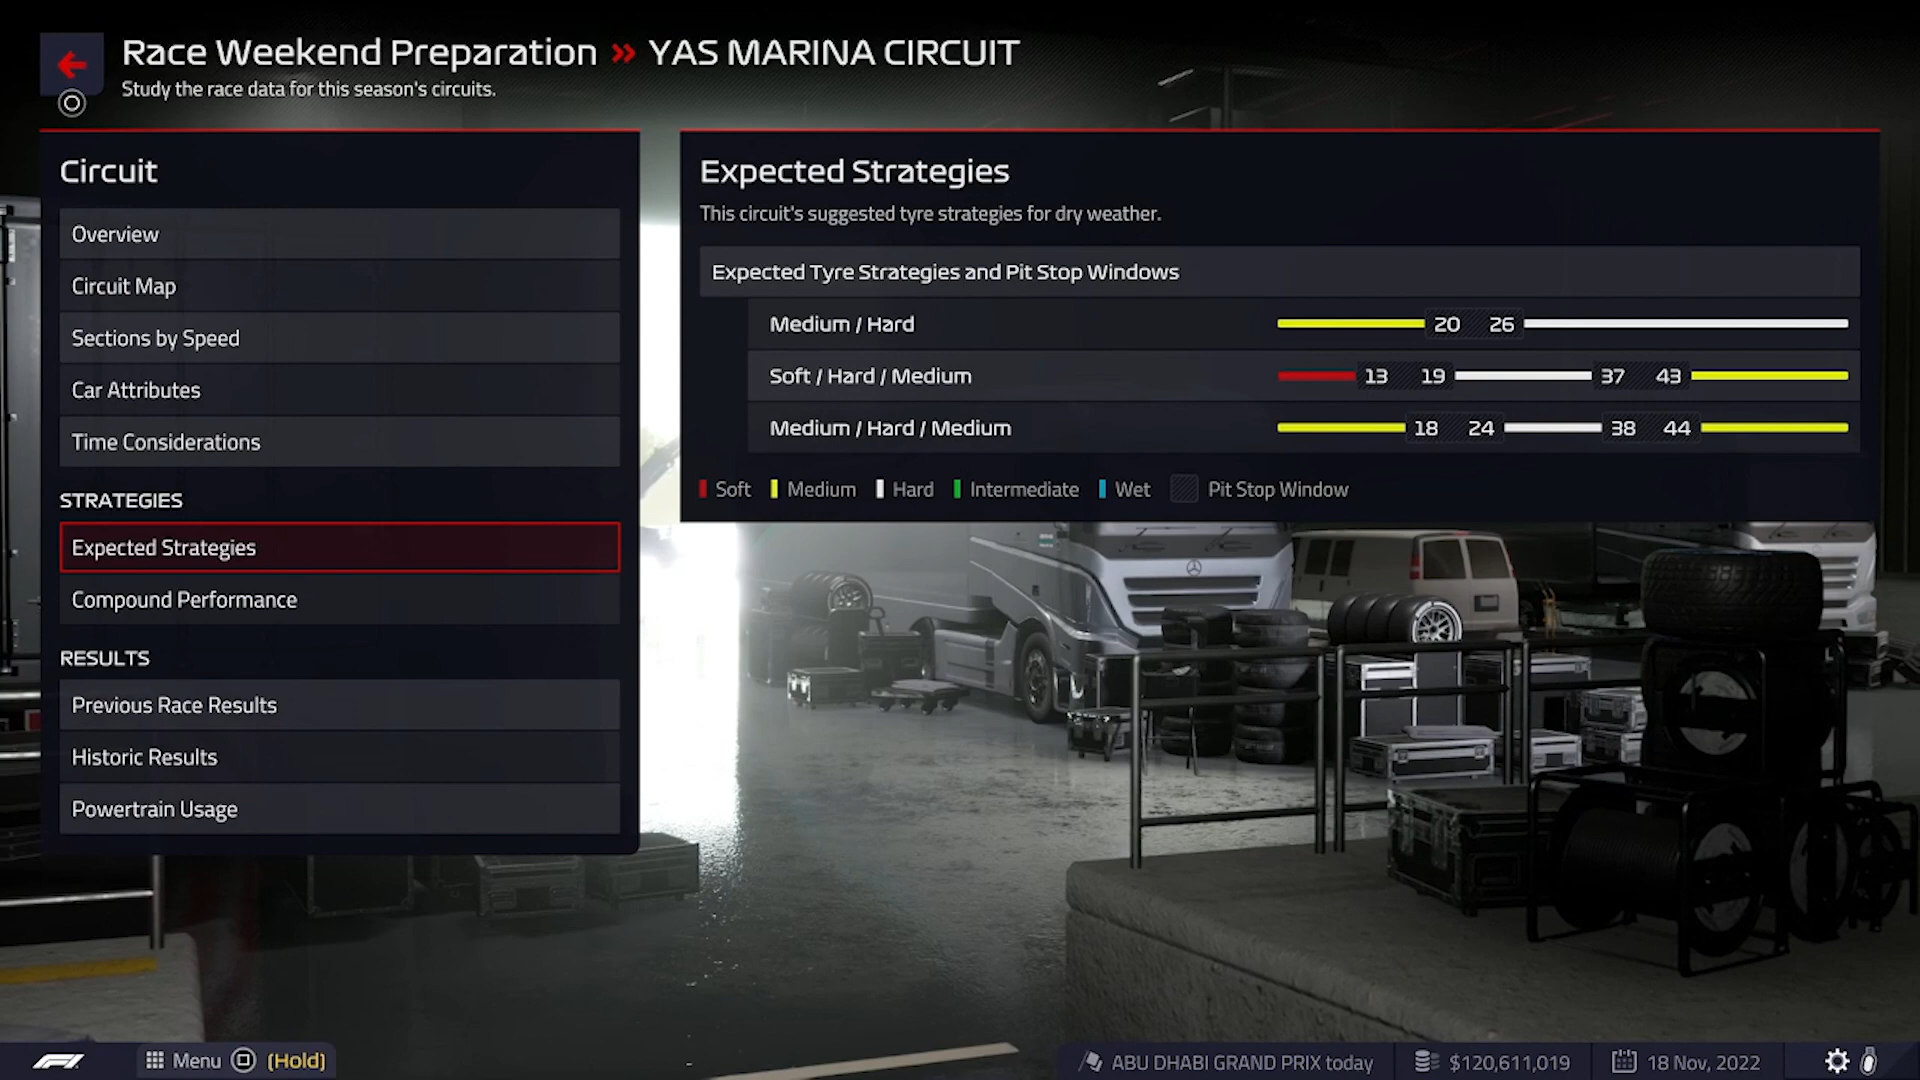 Race Weekend Preparation » YAS MARINA CIRCUIT
Study the race data for this season's circuits.
Circuit
Overview
Circuit Map
Sections by Speed
Car Attributes
Time Considerations
STRATEGIES
Expected Strategies
Compound Performance
RESULTS
Previous Race Results
Historic Results
Powertrain Usage
Expected Strategies
This circuit's suggested tyre strategies for dry weather.
Expected Tyre Strategies and Pit Stop Windows
Medium / Hard 20 26
Soft / Hard / Medium 13 19 37 43
Medium / Hard / Medium 18 24 38 44
Soft Medium Hard Intermediate Wet Pit Stop Window
F1 Menu (Hold) ABU DHABI GRAND PRIX today $120,611,019 18 Nov, 2022